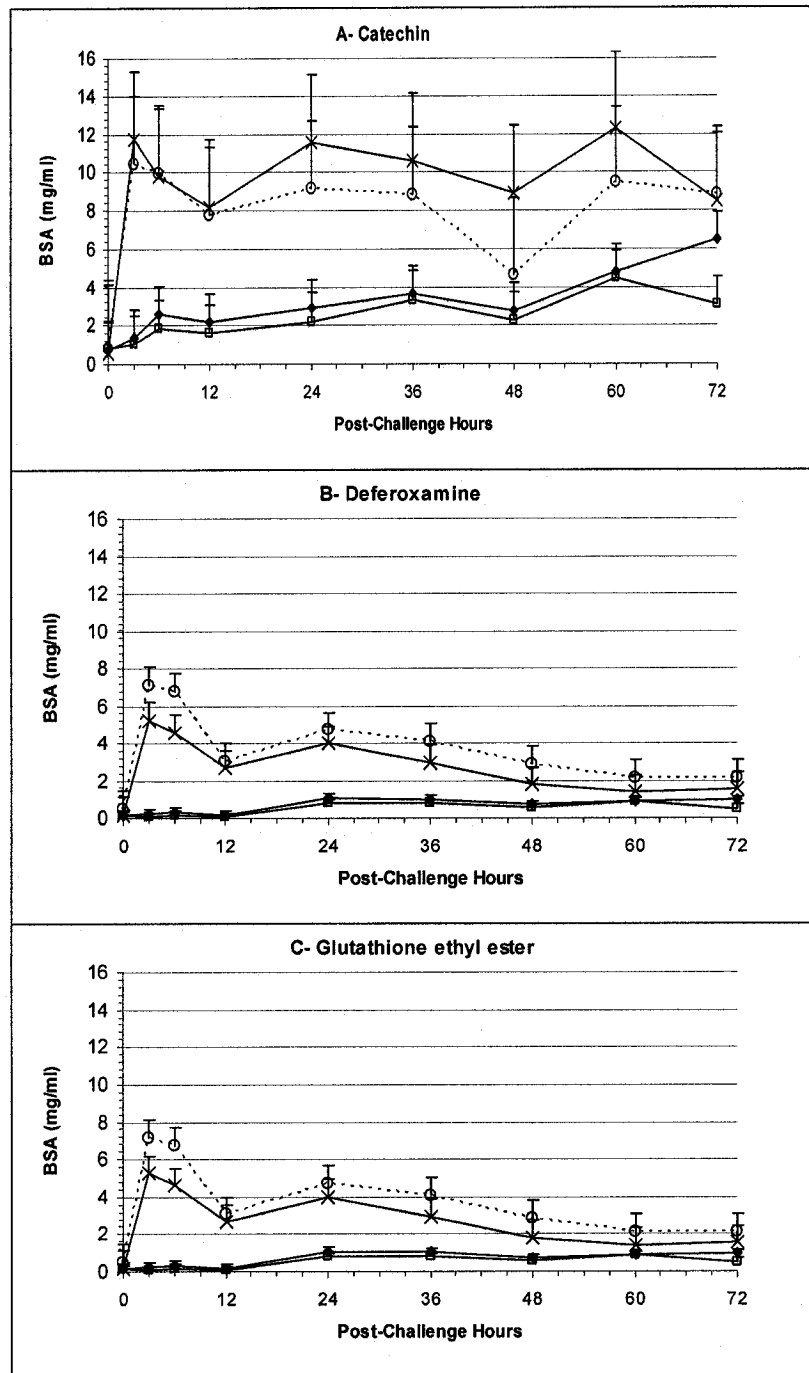 A- Catechin
16
14
12
10
8
6
4
2
0
BSA (mg/ml)
0 12 24 36 48 60 72
Post-Challenge Hours
B- Deferoxamine
16
14
12
10
8
6
4
2
0
BSA (mg/ml)
0 12 24 36 48 60 72
Post-Challenge Hours
C- Glutathione ethyl ester
16
14
12
10
8
6
4
2
0
BSA (mg/ml)
0 12 24 36 48 60 72
Post-Challenge Hours